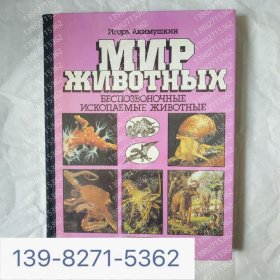 Игорь Акимушкин
МИР
ЖИВОТНЫХ
БЕСПОЗВОНОЧНЫЕ
ИСКОПАЕМЫЕ ЖИВОТНЫЕ
139-8271-5362